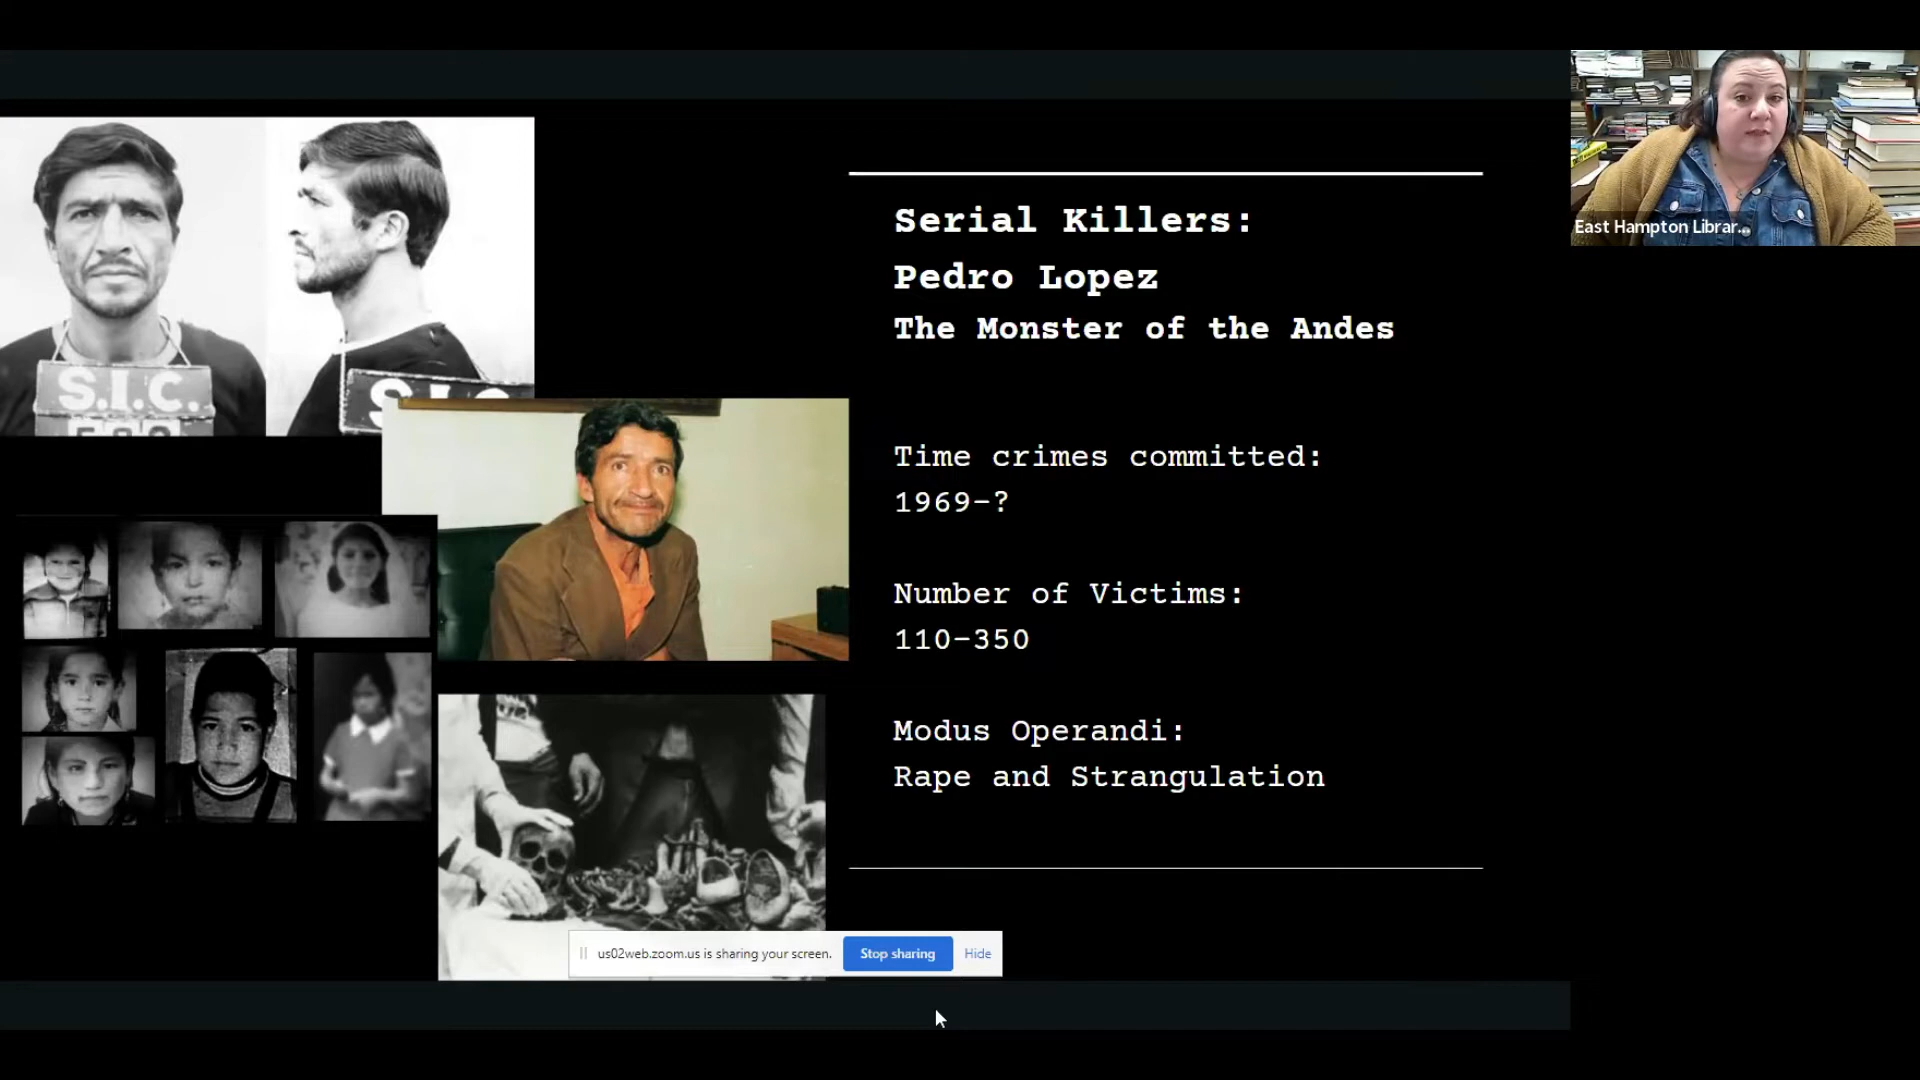 East Hampton Librar...
S.I.C.
Serial Killers:
Pedro Lopez
The Monster of the Andes
Time crimes committed:
1969-?
Number of Victims:
110-350
Modus Operandi:
Rape and Strangulation
us02web.zoom.us is sharing your screen.
Stop sharing
Hide